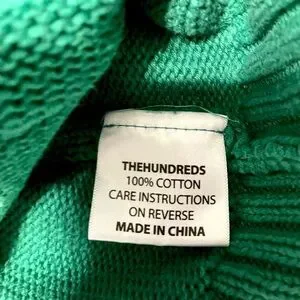 THEHUNDREDS
100% COTTON
CARE INSTRUCTIONS
ON REVERSE
MADE IN CHINA